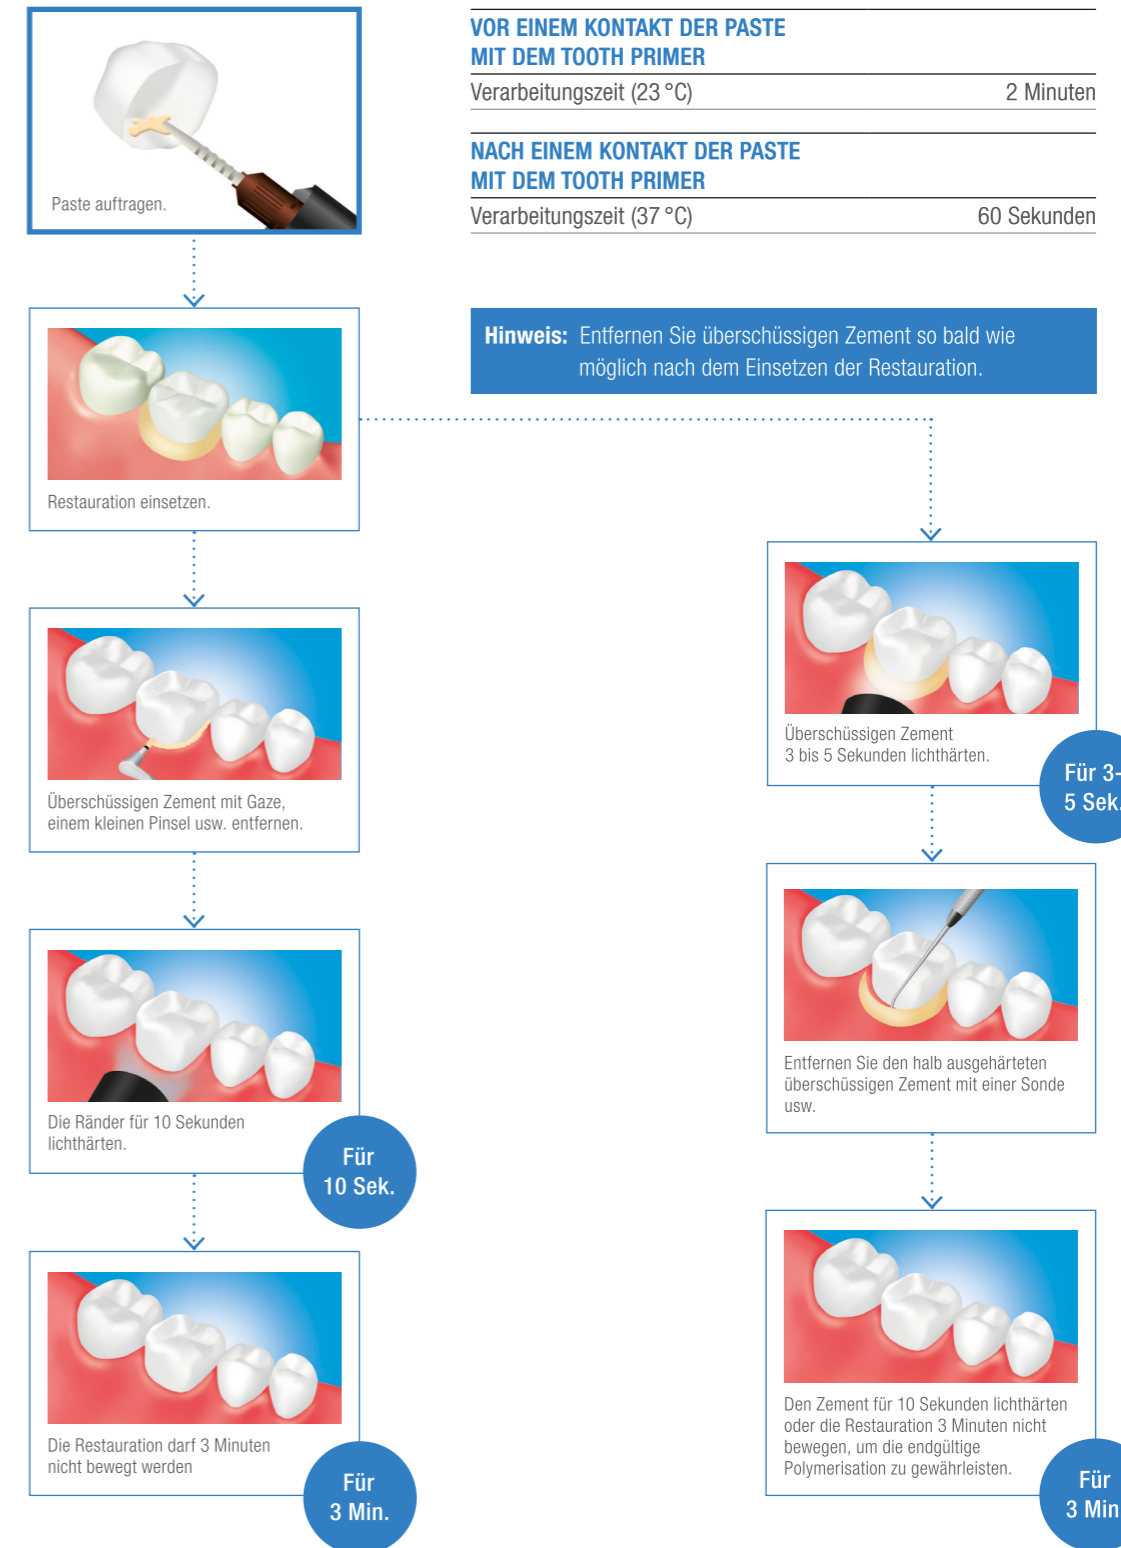 VOR EINEM KONTAKT DER PASTE
MIT DEM TOOTH PRIMER
Verarbeitungszeit (23 °C) 2 Minuten
NACH EINEM KONTAKT DER PASTE
MIT DEM TOOTH PRIMER
Verarbeitungszeit (37 °C) 60 Sekunden
Paste auftragen.
Hinweis: Entfernen Sie überschüssigen Zement so bald wie
möglich nach dem Einsetzen der Restauration.
Restauration einsetzen.
Überschüssigen Zement mit Gaze,
einem kleinen Pinsel usw. entfernen.
Die Ränder für 10 Sekunden
lichthärten.
Für
10 Sek.
Die Restauration darf 3 Minuten
nicht bewegt werden
Für
3 Min.
Überschüssigen Zement
3 bis 5 Sekunden lichthärten.
Für 3-
5 Sek.
Entfernen Sie den halb ausgehärteten
überschüssigen Zement mit einer Sonde
usw.
Den Zement für 10 Sekunden lichthärten
oder die Restauration 3 Minuten nicht
bewegen, um die endgültige
Polymerisation zu gewährleisten.
Für
3 Min